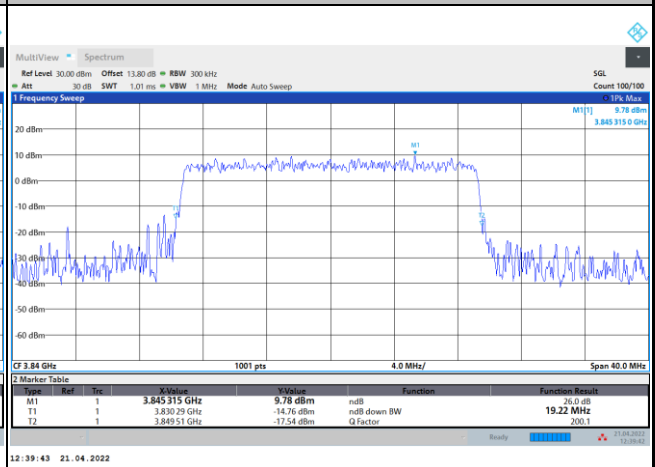 MultiView Spectrum
Ref Level 30.00 dBm Offset 13.80 dB RBW 300 kHz SGL
Att 30 dB SWT 1.01 ms VBW 1 MHz Mode Auto Sweep Count 100/100
1 Frequency Sweep 1Pk Max
M1[1] 9.78 dBm
3.845 315 0 GHz
20 dBm
M1
10 dBm
0 dBm
-10 dBm
T1
T2
-20 dBm
-30 dBm
-40 dBm
-50 dBm
-60 dBm
CF 3.84 GHz 1001 pts 4.0 MHz/ Span 40.0 MHz
2 Marker Table
Type Ref Trc X-Value Y-Value Function Function Result
M1 1 3.845 315 GHz 9.78 dBm ndB 26.0 dB
T1 1 3.830 29 GHz -14.76 dBm ndB down BW 19.22 MHz
T2 1 3.849 51 GHz -17.54 dBm Q Factor 200.1
Ready 21.04.2022
12:39:42
12:39:43 21.04.2022